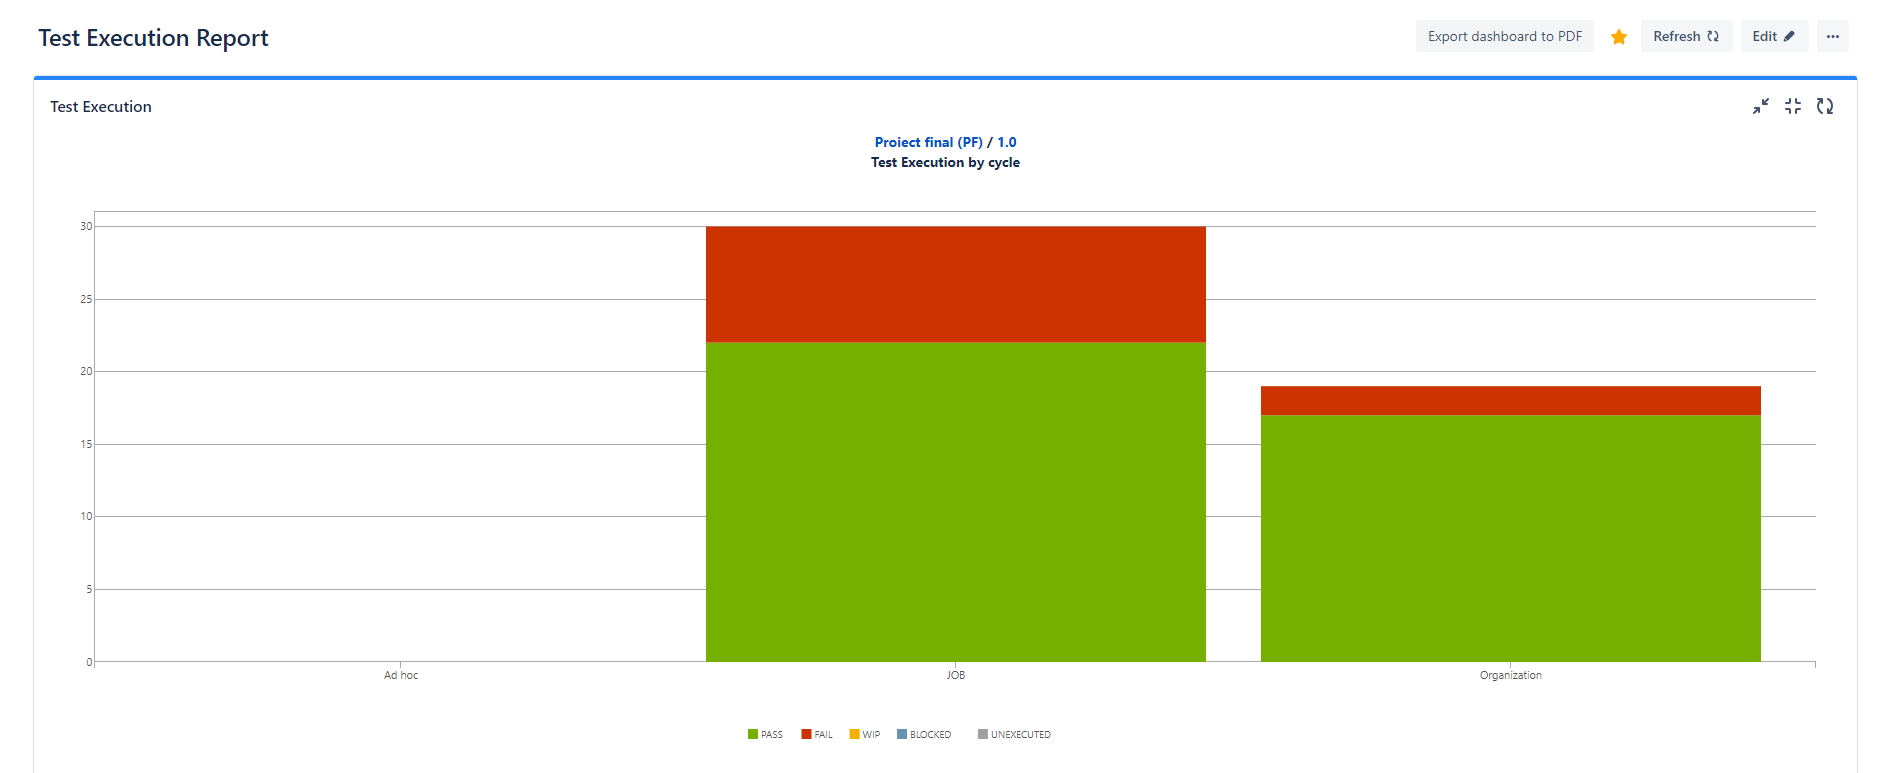 Test Execution Report
Export dashboard to PDF
Refresh
Edit
Test Execution
Proiect final (PF) / 1.0
Test Execution by cycle
30
25
20
15
10
5
0
Ad hoc
JOB
Organization
PASS
FAIL
WIP
BLOCKED
UNEXECUTED